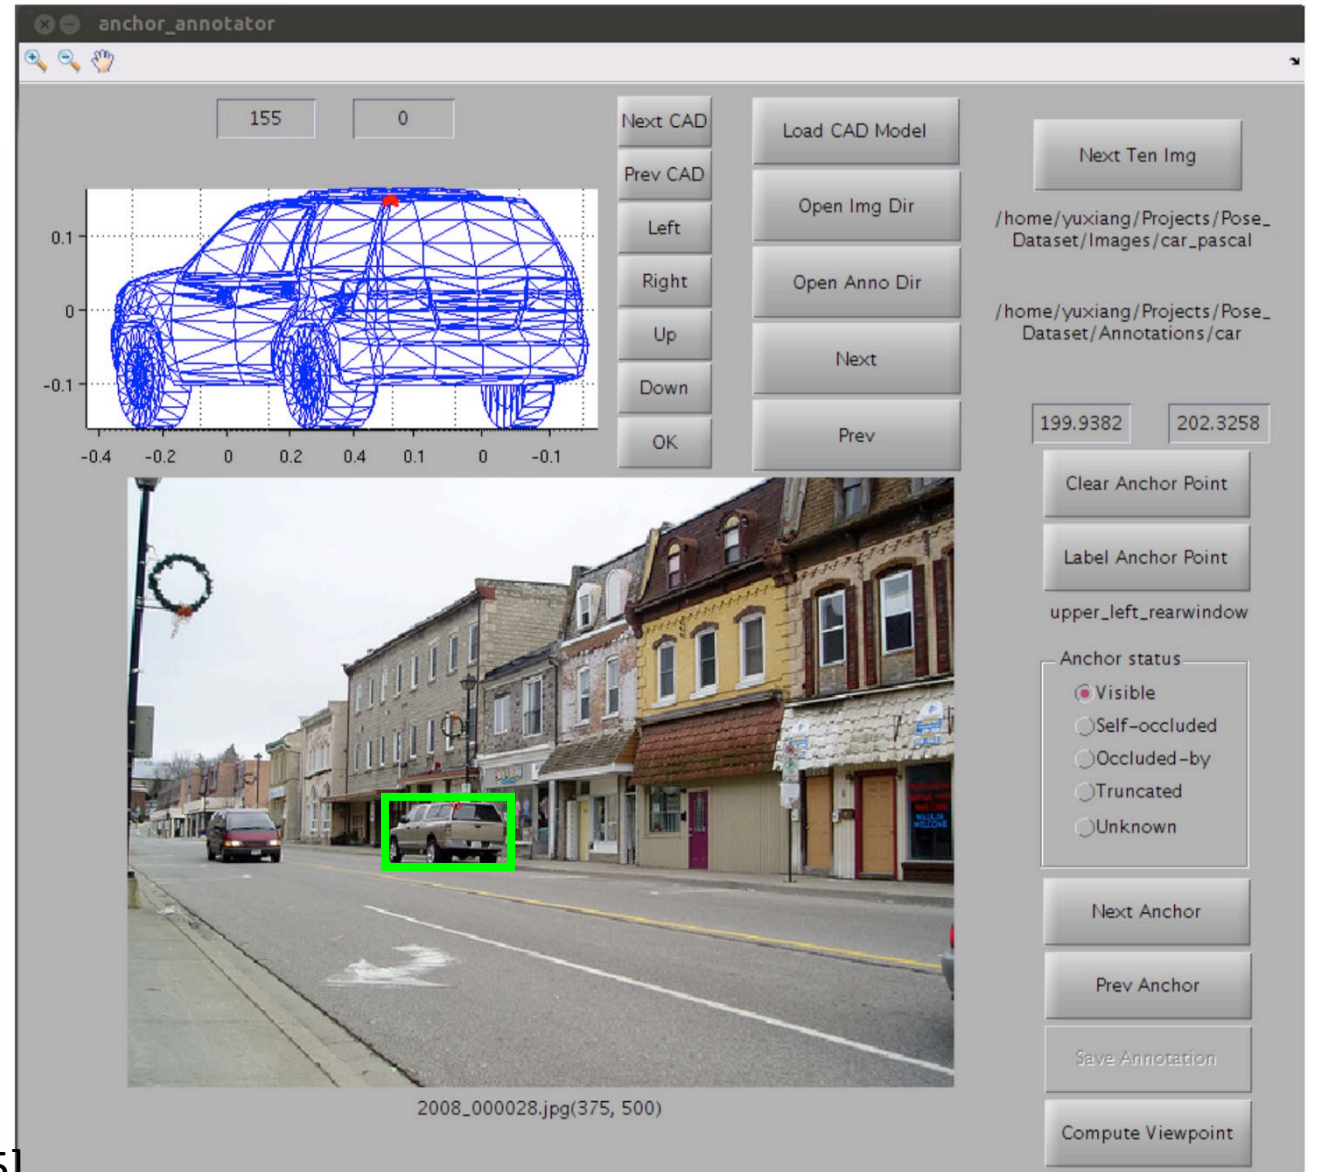 anchor_annotator
155 0
Next CAD
Prev CAD
Left
Right
Up
Down
OK
Load CAD Model
Open Img Dir
Open Anno Dir
Next
Prev
Next Ten Img
/home/yuxiang/Projects/Pose_
Dataset/Images/car_pascal
/home/yuxiang/Projects/Pose_
Dataset/Annotations/car
0.1
0
-0.1
-0.4 -0.2 0 0.2 0.4 0.1 0 -0.1
199.9382 202.3258
Clear Anchor Point
Label Anchor Point
upper_left_rearwindow
Anchor status
Visible
Self-occluded
Occluded-by
Truncated
Unknown
Next Anchor
Prev Anchor
Save Annotation
Compute Viewpoint
2008_000028.jpg(375, 500)
5]